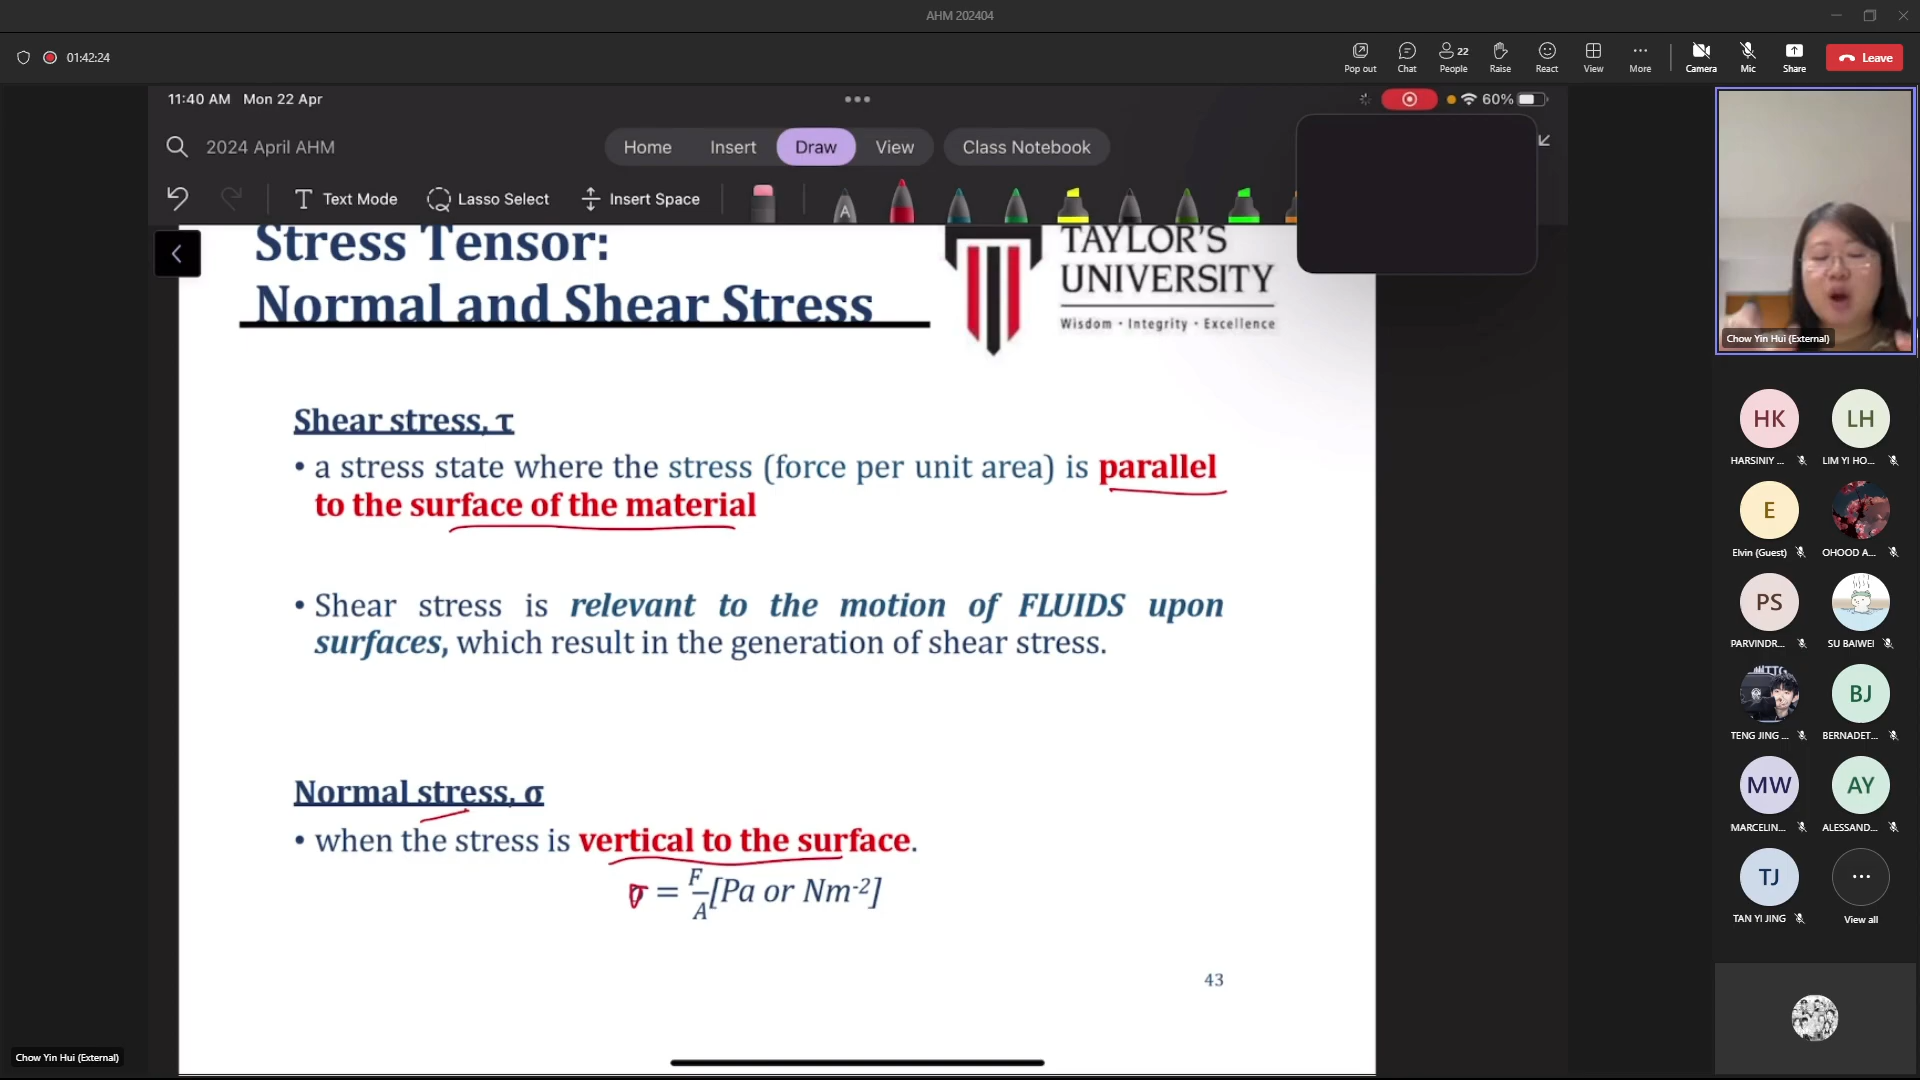 AHM 202404
01:42:24
Pop out
Chat
22
People
Raise
React
View
More
Camera
Mic
Share
Leave
11:40 AM Mon 22 Apr
60%
2024 April AHM
Home
Insert
Draw
View
Class Notebook
Text Mode
Lasso Select
Insert Space
A
Stress Tensor:
Normal and Shear Stress
TAYLOR'S
UNIVERSITY
Wisdom · Integrity · Excellence
Shear stress, τ
• a stress state where the stress (force per unit area) is parallel
to the surface of the material
• Shear stress is relevant to the motion of FLUIDS upon
surfaces, which result in the generation of shear stress.
Normal stress, σ
• when the stress is vertical to the surface.
σ = F/A [Pa or Nm-2]
43
Chow Yin Hui (External)
Chow Yin Hui (External)
HK
HARSINIY ...
LH
LIM YI HO...
E
Elvin (Guest)
OHOOD A...
PS
PARVINDR...
SU BAIWEI
TENG JING ...
BJ
BERNADET...
MW
MARCELIN...
AY
ALESSAND...
TJ
TAN YI JING
View all